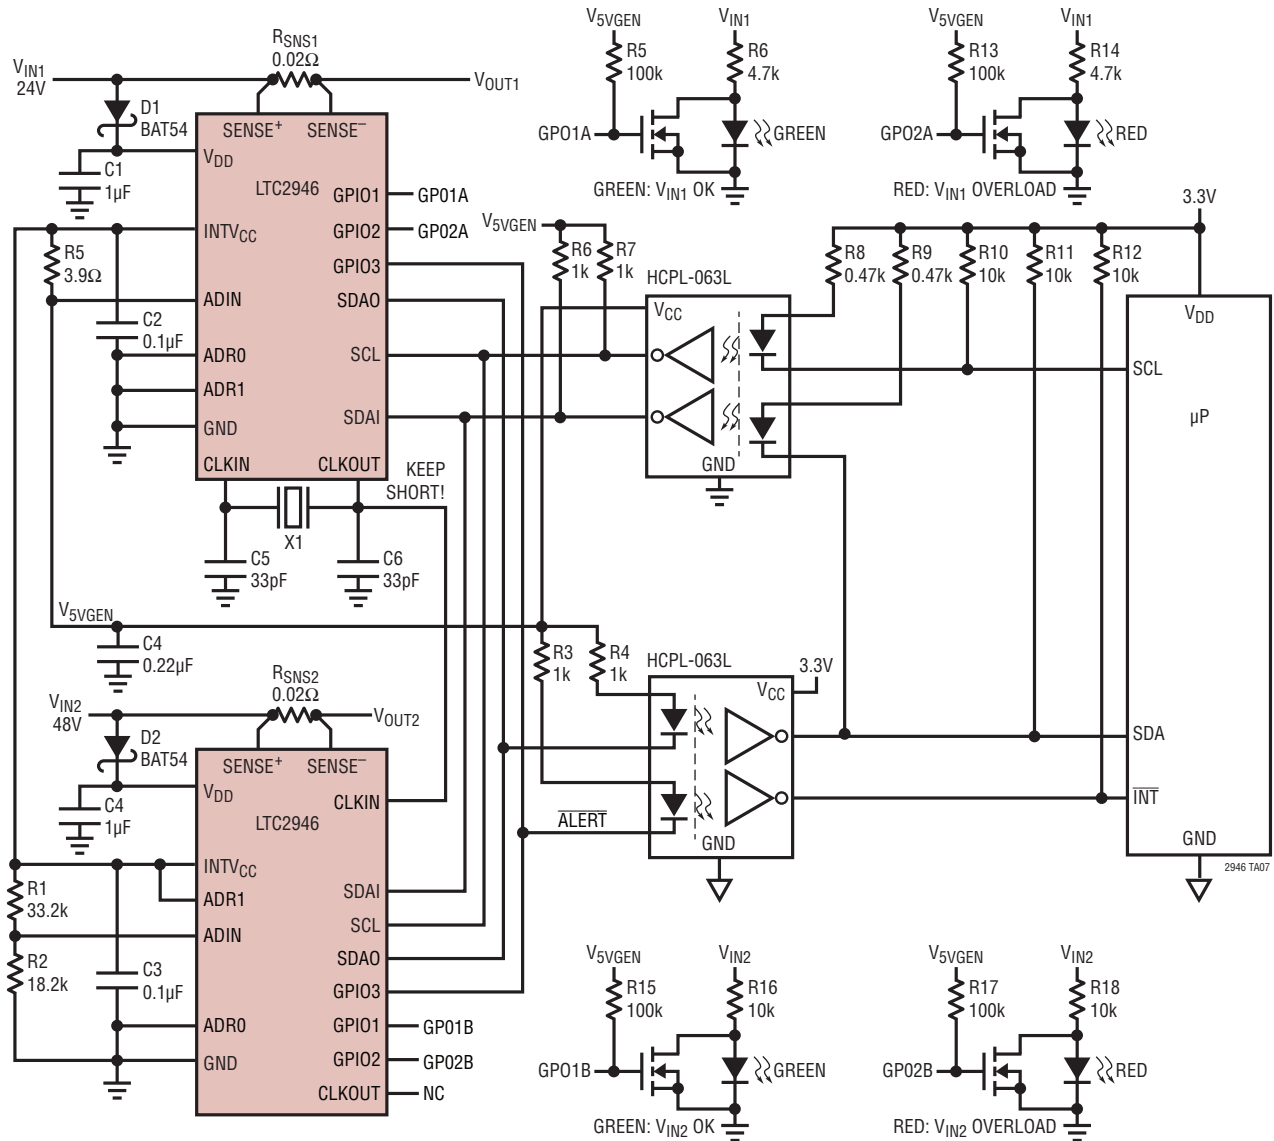 V5VGEN
R5
100k
VIN1
R6
4.7k
GPO1A
GREEN
GREEN: VIN1 OK
V5VGEN
R13
100k
VIN1
R14
4.7k
GPO2A
RED
RED: VIN1 OVERLOAD
RSNS1
0.02Ω
VIN1
24V
VOUT1
D1
BAT54
SENSE+
SENSE–
VDD
C1
1µF
LTC2946
GPIO1
GPO1A
INTVCC
GPIO2
GPO2A
R5
3.9Ω
GPIO3
ADIN
SDAO
C2
0.1µF
ADR0
SCL
ADR1
SDAI
GND
CLKIN
CLKOUT
KEEP
SHORT!
X1
C5
33pF
C6
33pF
V5VGEN
R6
1k
R7
1k
HCPL-063L
VCC
GND
3.3V
R8
0.47k
R9
0.47k
R10
10k
R11
10k
R12
10k
VDD
SCL
µP
SDA
INT
GND
2946 TA07
V5VGEN
C4
0.22µF
R3
1k
R4
1k
HCPL-063L
3.3V
VCC
ALERT
GND
RSNS2
0.02Ω
VIN2
48V
VOUT2
D2
BAT54
SENSE+
SENSE–
VDD
CLKIN
C4
1µF
LTC2946
INTVCC
R1
33.2k
ADR1
SDAI
SCL
ADIN
R2
18.2k
SDAO
C3
0.1µF
GPIO3
ADR0
GPIO1
GPO1B
GND
GPIO2
GPO2B
CLKOUT
NC
V5VGEN
R15
100k
VIN2
R16
10k
GPO1B
GREEN
GREEN: VIN2 OK
V5VGEN
R17
100k
VIN2
R18
10k
GPO2B
RED
RED: VIN2 OVERLOAD